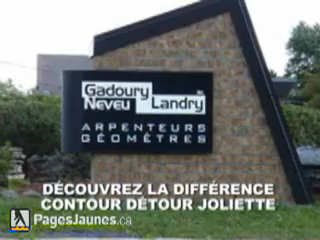 Gadoury
Neveu Landry
ARPENTEURS
GÉOMÈTRES
DÉCOUVREZ LA DIFFÉRENCE
CONTOUR DÉTOUR JOLIETTE
PagesJaunes.ca